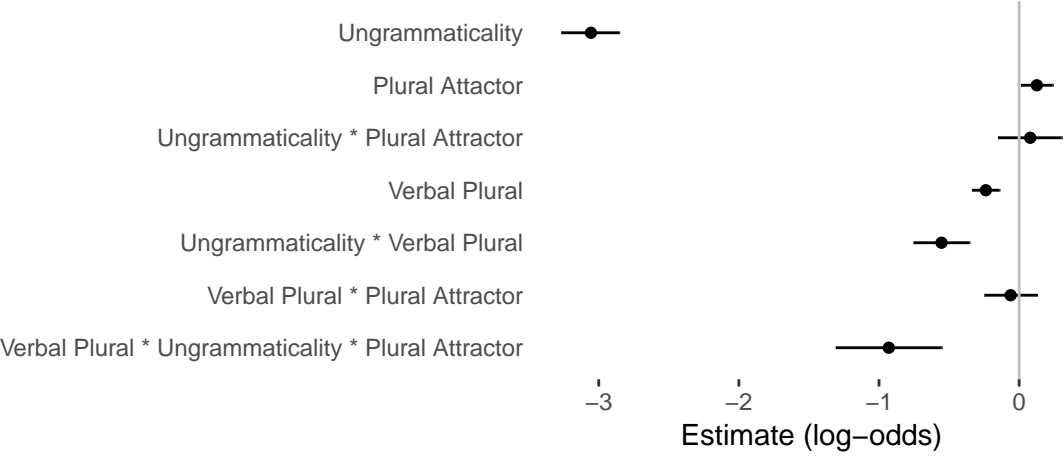 Ungrammaticality
Plural Attactor
Ungrammaticality * Plural Attractor
Verbal Plural
Ungrammaticality * Verbal Plural
Verbal Plural * Plural Attractor
Verbal Plural * Ungrammaticality * Plural Attractor
−3 −2 −1 0
Estimate (log−odds)